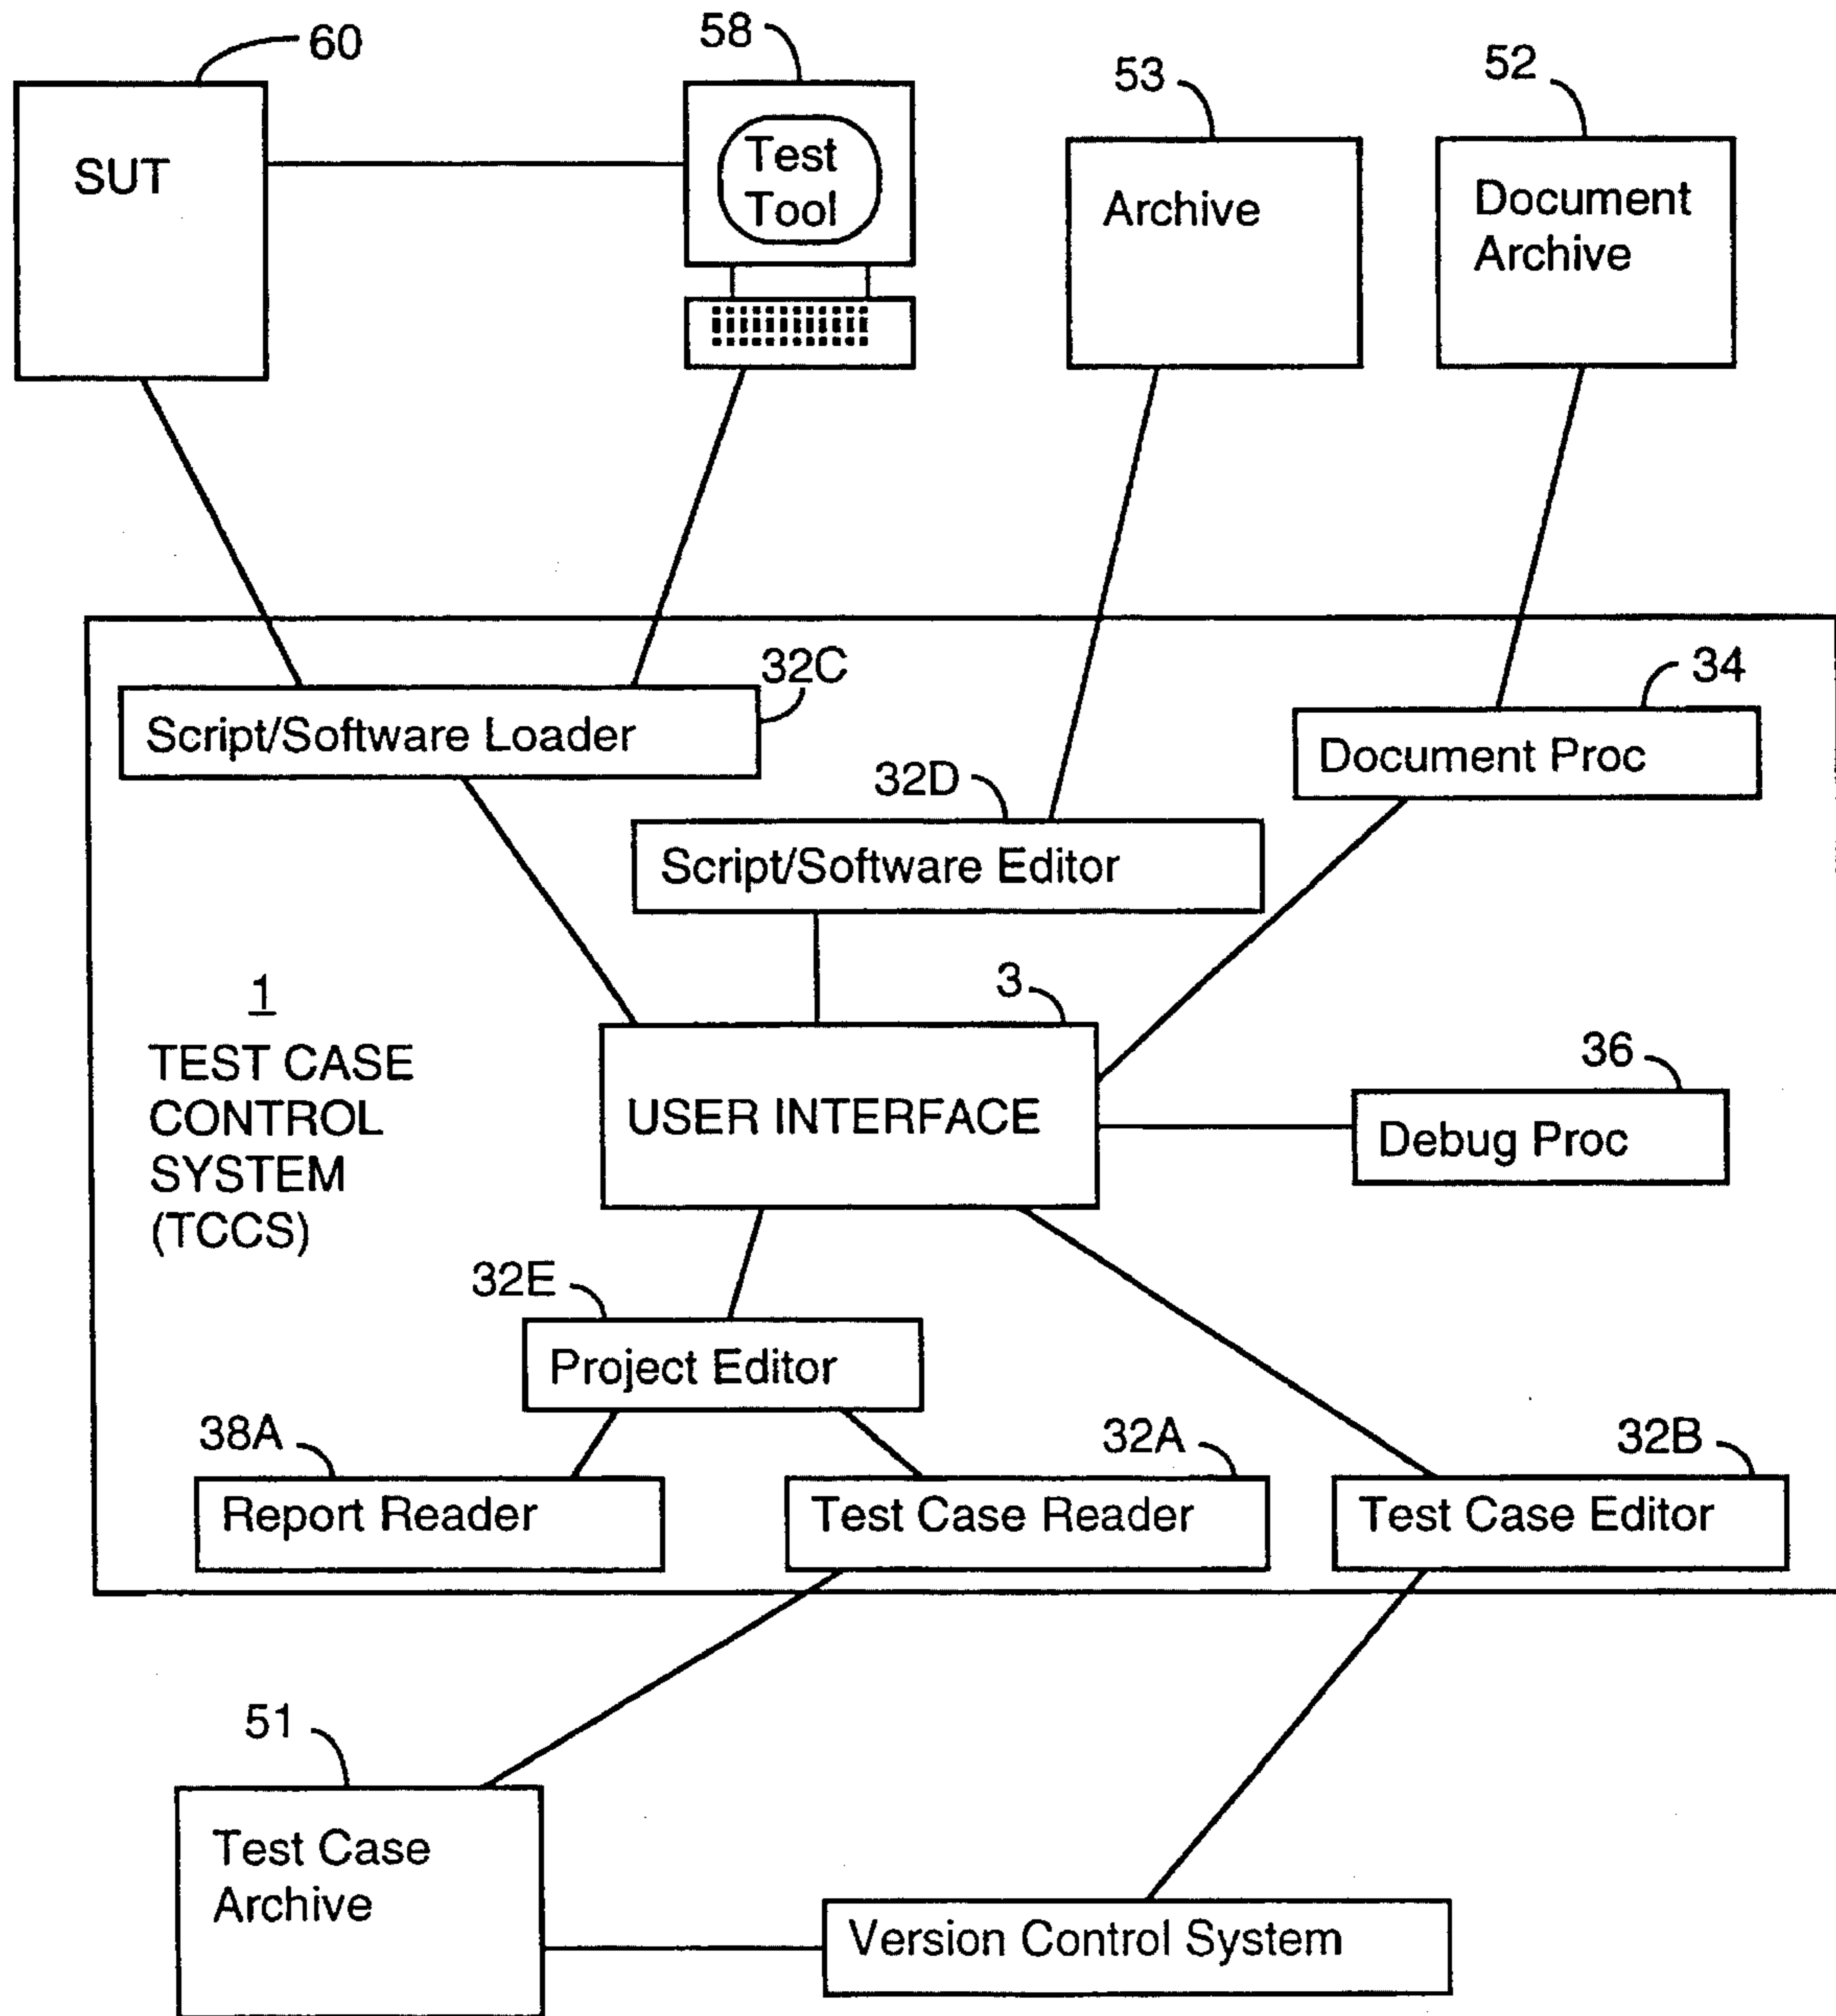 60
58
53
52
SUT
Test
Tool
Archive
Document
Archive
32C
34
Script/Software Loader
Document Proc
32D
Script/Software Editor
1
3
TEST CASE
CONTROL
SYSTEM
(TCCS)
USER INTERFACE
36
Debug Proc
32E
Project Editor
38A
32A
32B
Report Reader
Test Case Reader
Test Case Editor
51
Test Case
Archive
Version Control System